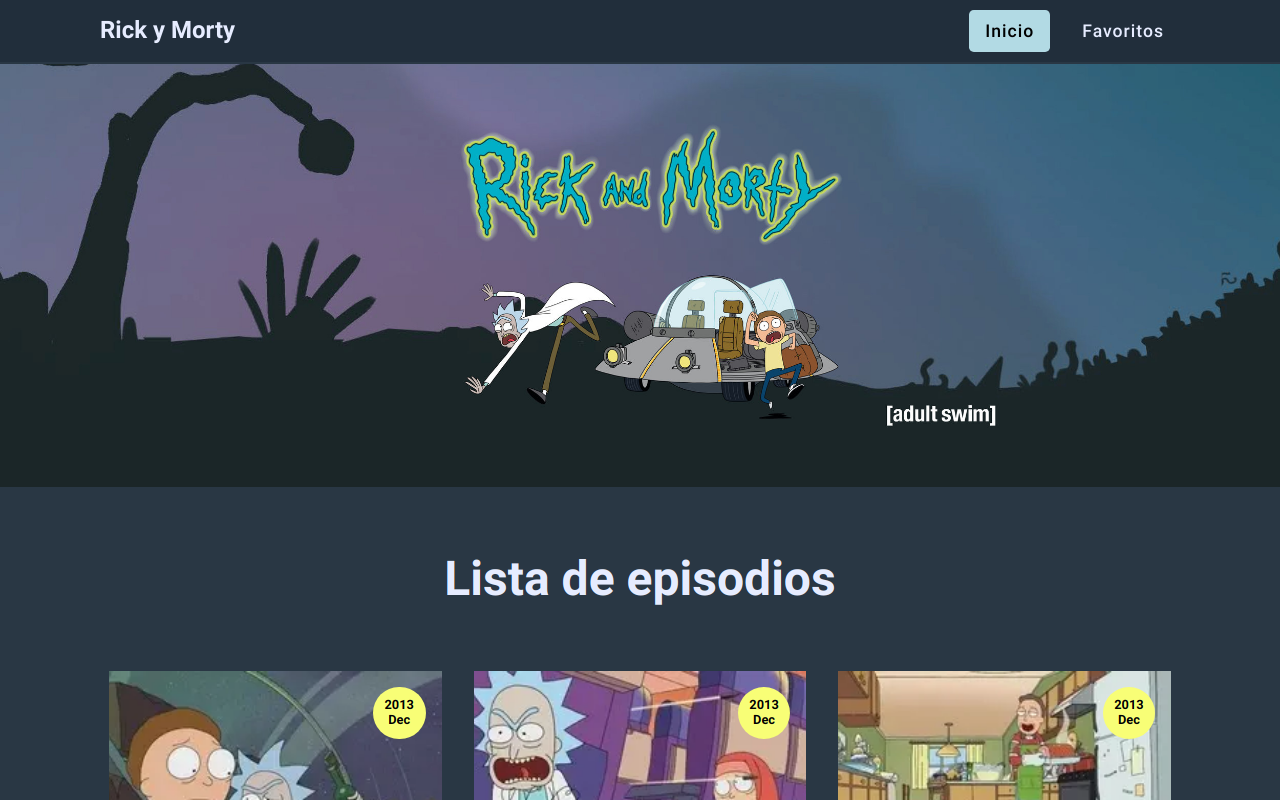 Rick y Morty
Inicio
Favoritos
Rick and Morty
[adult swim]
Lista de episodios
2013
Dec
2013
Dec
2013
Dec